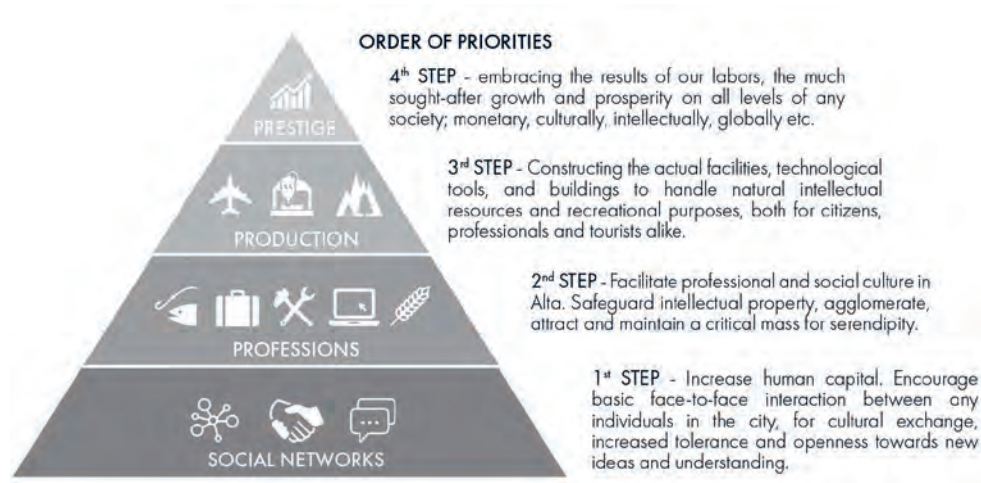 ORDER OF PRIORITIES
4th STEP - embracing the results of our labors, the much
sought-after growth and prosperity on all levels of any
society; monetary, culturally, intellectually, globally etc.
PRESTIGE
3rd STEP - Constructing the actual facilities, technological
tools, and buildings to handle natural intellectual
resources and recreational purposes, both for citizens,
professionals and tourists alike.
PRODUCTION
2nd STEP - Facilitate professional and social culture in
Alta. Safeguard intellectual property, agglomerate,
attract and maintain a critical mass for serendipity.
PROFESSIONS
1st STEP - Increase human capital. Encourage
basic face-to-face interaction between any
individuals in the city, for cultural exchange,
increased tolerance and openness towards new
ideas and understanding.
SOCIAL NETWORKS